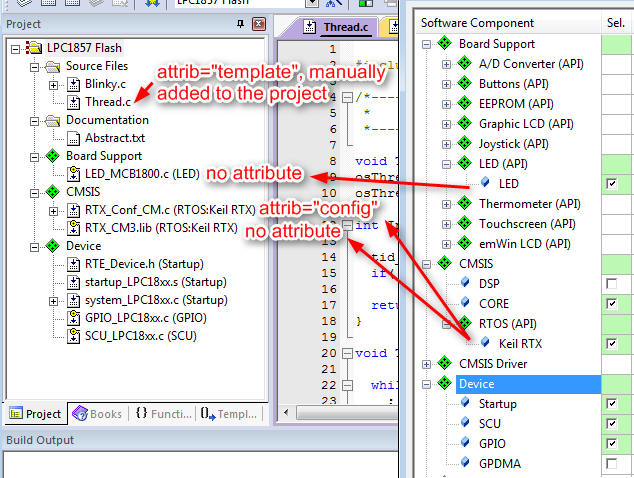 LPC1857 Flash
Project
Thread.c
LPC1857 Flash
Source Files
Blinky.c
Thread.c
Documentation
Abstract.txt
Board Support
LED_MCB1800.c (LED)
CMSIS
RTX_Conf_CM.c (RTOS:Keil RTX)
RTX_CM3.lib (RTOS:Keil RTX)
Device
RTE_Device.h (Startup)
startup_LPC18xx.s (Startup)
system_LPC18xx.c (Startup)
GPIO_LPC18xx.c (GPIO)
SCU_LPC18xx.c (SCU)
attrib="template", manually
added to the project
no attribute
attrib="config"
no attribute
1
2
3
4 /*----
5 *
6 *----
7
8 void
9 osThre
10 osThre
11
12 int
13
14 tid_
15 if(
16
17 retu
18 }
19
20 void
21
22 whil
23 ;
Project
Books
{} Functi...
0 Templ...
Build Output
Software Component
Sel.
Board Support
A/D Converter (API)
Buttons (API)
EEPROM (API)
Graphic LCD (API)
Joystick (API)
LED (API)
LED
Thermometer (API)
Touchscreen (API)
emWin LCD (API)
CMSIS
DSP
CORE
RTOS (API)
Keil RTX
CMSIS Driver
Device
Startup
SCU
GPIO
GPDMA